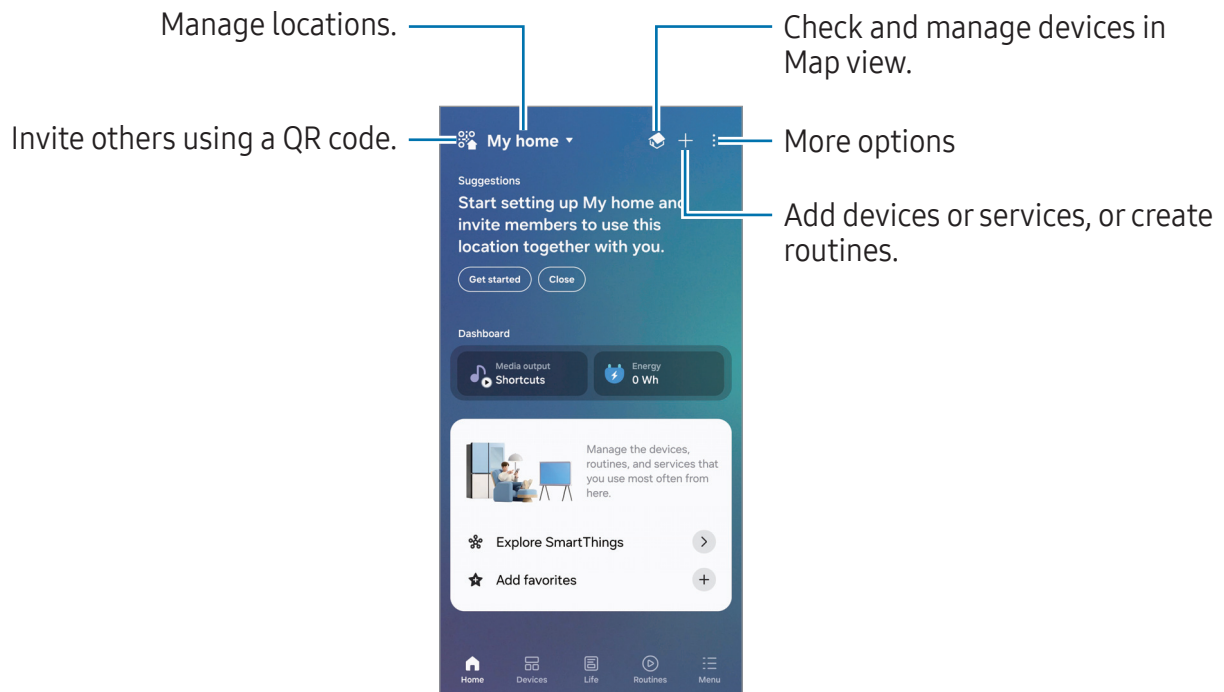 Manage locations.
Check and manage devices in
Map view.
Invite others using a QR code.
More options
Add devices or services, or create
routines.
My home
Suggestions
Start setting up My home and
invite members to use this
location together with you.
Get started
Close
Dashboard
Media output
Shortcuts
Energy
0 Wh
Manage the devices,
routines, and services that
you use most often from
here.
Explore SmartThings
Add favorites
Home
Devices
Life
Routines
Menu